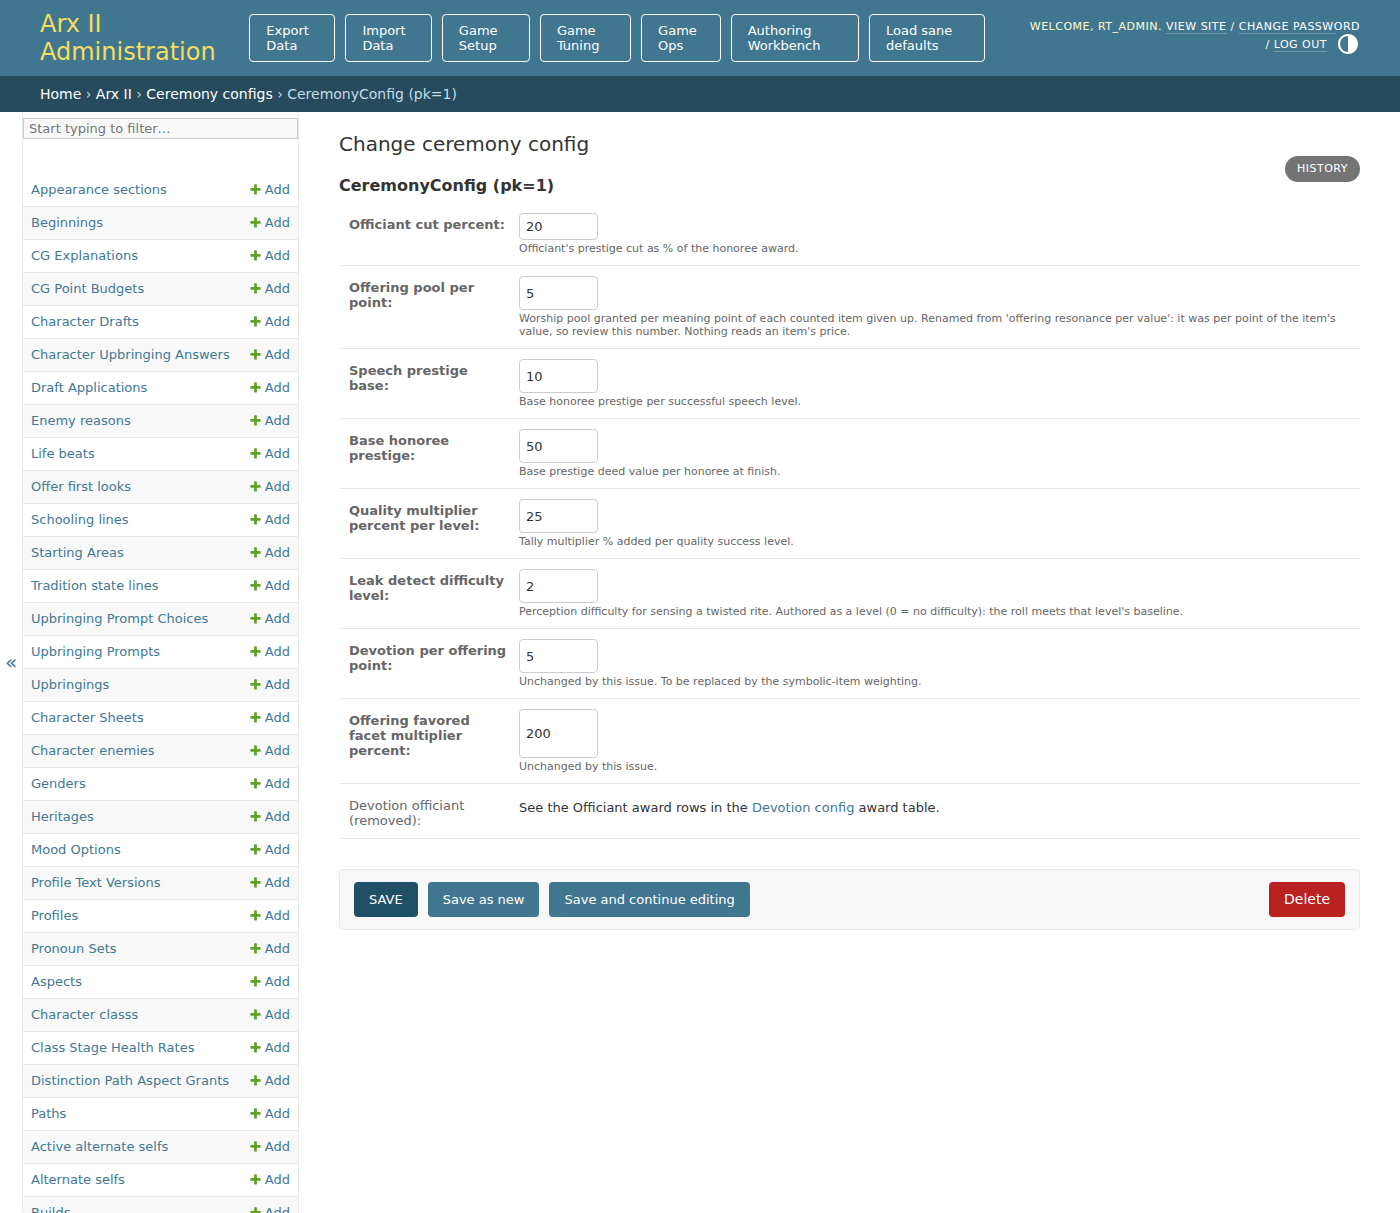 Arx II
Administration
Export
Data
Import
Data
Game
Setup
Game
Tuning
Game
Ops
Authoring
Workbench
Load sane
defaults
WELCOME, RT_ADMIN. VIEW SITE / CHANGE PASSWORD
/ LOG OUT
Home › Arx II › Ceremony configs › CeremonyConfig (pk=1)
Start typing to filter…
Appearance sections Add
Beginnings Add
CG Explanations Add
CG Point Budgets Add
Character Drafts Add
Character Upbringing Answers Add
Draft Applications Add
Enemy reasons Add
Life beats Add
Offer first looks Add
Schooling lines Add
Starting Areas Add
Tradition state lines Add
Upbringing Prompt Choices Add
Upbringing Prompts Add
Upbringings Add
Character Sheets Add
Character enemies Add
Genders Add
Heritages Add
Mood Options Add
Profile Text Versions Add
Profiles Add
Pronoun Sets Add
Aspects Add
Character classs Add
Class Stage Health Rates Add
Distinction Path Aspect Grants Add
Paths Add
Active alternate selfs Add
Alternate selfs Add
Builds Add
«
Change ceremony config
HISTORY
CeremonyConfig (pk=1)
Officiant cut percent: 20
Officiant's prestige cut as % of the honoree award.
Offering pool per
point:
5
Worship pool granted per meaning point of each counted item given up. Renamed from 'offering resonance per value': it was per point of the item's
value, so review this number. Nothing reads an item's price.
Speech prestige
base:
10
Base honoree prestige per successful speech level.
Base honoree
prestige:
50
Base prestige deed value per honoree at finish.
Quality multiplier
percent per level:
25
Tally multiplier % added per quality success level.
Leak detect difficulty
level:
2
Perception difficulty for sensing a twisted rite. Authored as a level (0 = no difficulty): the roll meets that level's baseline.
Devotion per offering
point:
5
Unchanged by this issue. To be replaced by the symbolic-item weighting.
Offering favored
facet multiplier
percent:
200
Unchanged by this issue.
Devotion officiant
(removed):
See the Officiant award rows in the Devotion config award table.
SAVE
Save as new
Save and continue editing
Delete